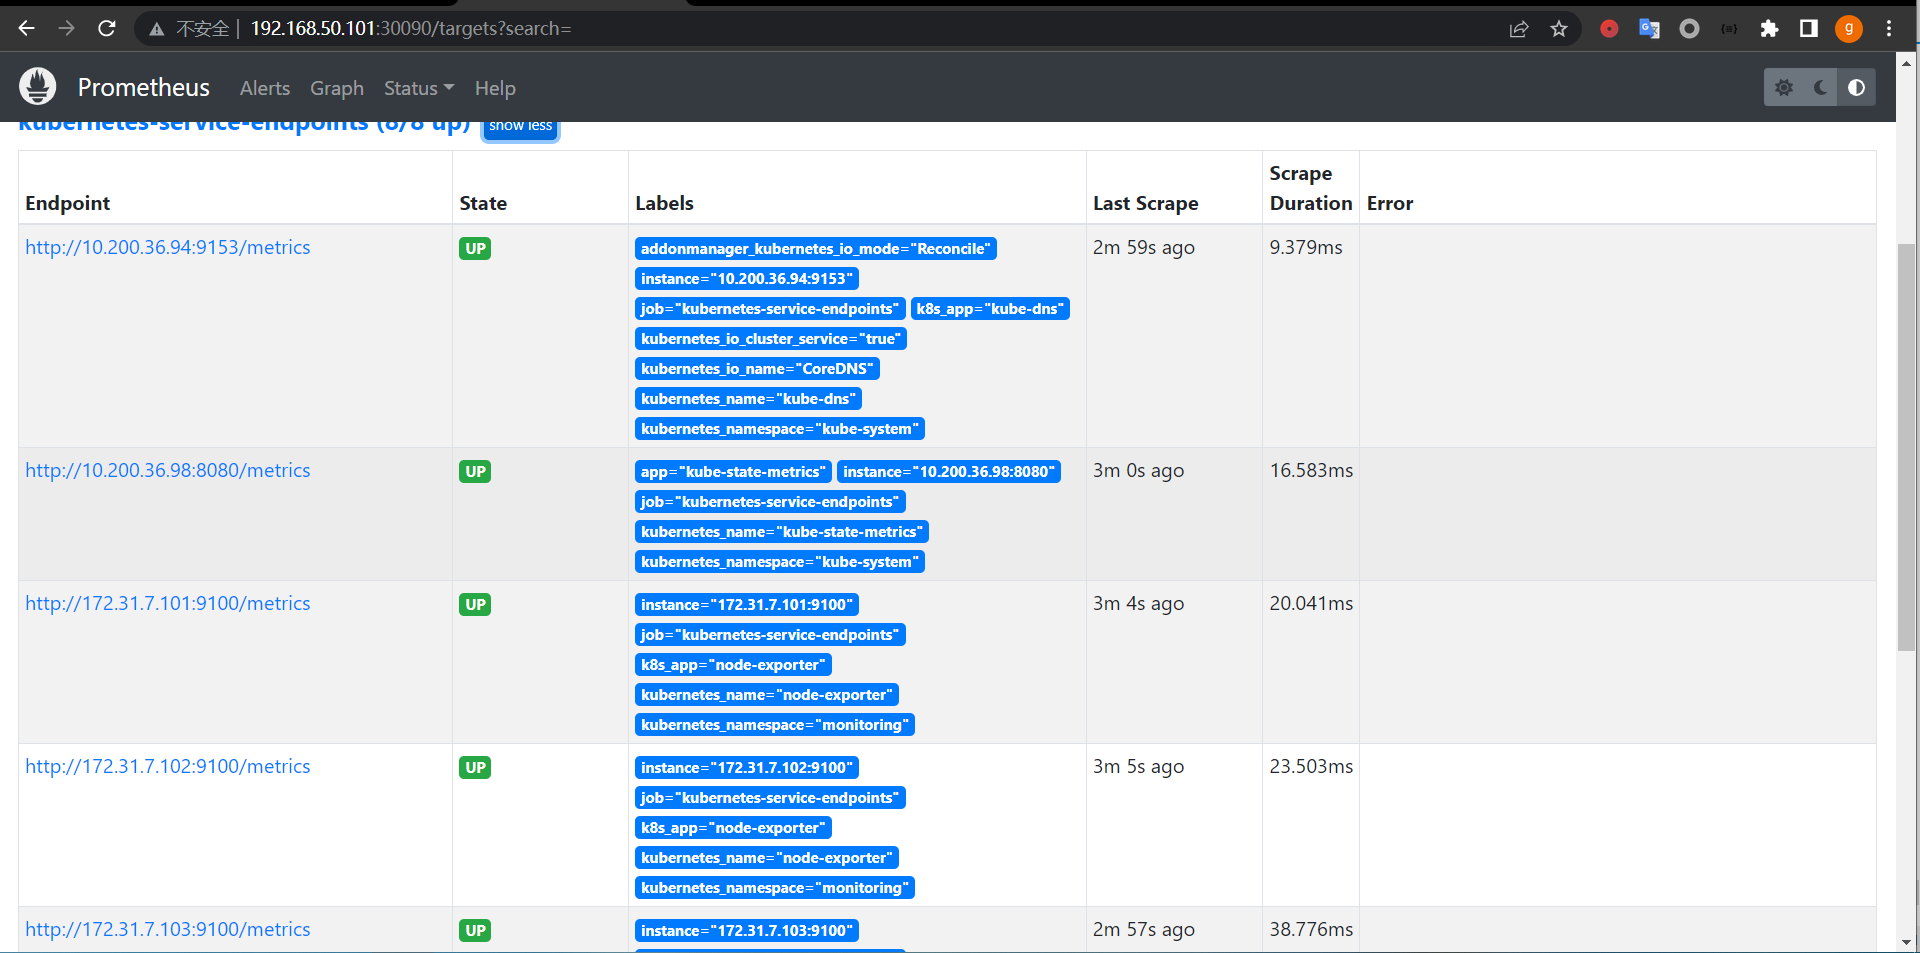 不安全 192.168.50.101:30090/targets?search=
Prometheus Alerts Graph Status Help
kubernetes-service-endpoints (8/8 up) show less
Endpoint State Labels Last Scrape Scrape Duration Error
http://10.200.36.94:9153/metrics UP addonmanager_kubernetes_io_mode="Reconcile" 2m 59s ago 9.379ms
instance="10.200.36.94:9153"
job="kubernetes-service-endpoints" k8s_app="kube-dns"
kubernetes_io_cluster_service="true"
kubernetes_io_name="CoreDNS"
kubernetes_name="kube-dns"
kubernetes_namespace="kube-system"
http://10.200.36.98:8080/metrics UP app="kube-state-metrics" instance="10.200.36.98:8080" 3m 0s ago 16.583ms
job="kubernetes-service-endpoints"
kubernetes_name="kube-state-metrics"
kubernetes_namespace="kube-system"
http://172.31.7.101:9100/metrics UP instance="172.31.7.101:9100" 3m 4s ago 20.041ms
job="kubernetes-service-endpoints"
k8s_app="node-exporter"
kubernetes_name="node-exporter"
kubernetes_namespace="monitoring"
http://172.31.7.102:9100/metrics UP instance="172.31.7.102:9100" 3m 5s ago 23.503ms
job="kubernetes-service-endpoints"
k8s_app="node-exporter"
kubernetes_name="node-exporter"
kubernetes_namespace="monitoring"
http://172.31.7.103:9100/metrics UP instance="172.31.7.103:9100" 2m 57s ago 38.776ms